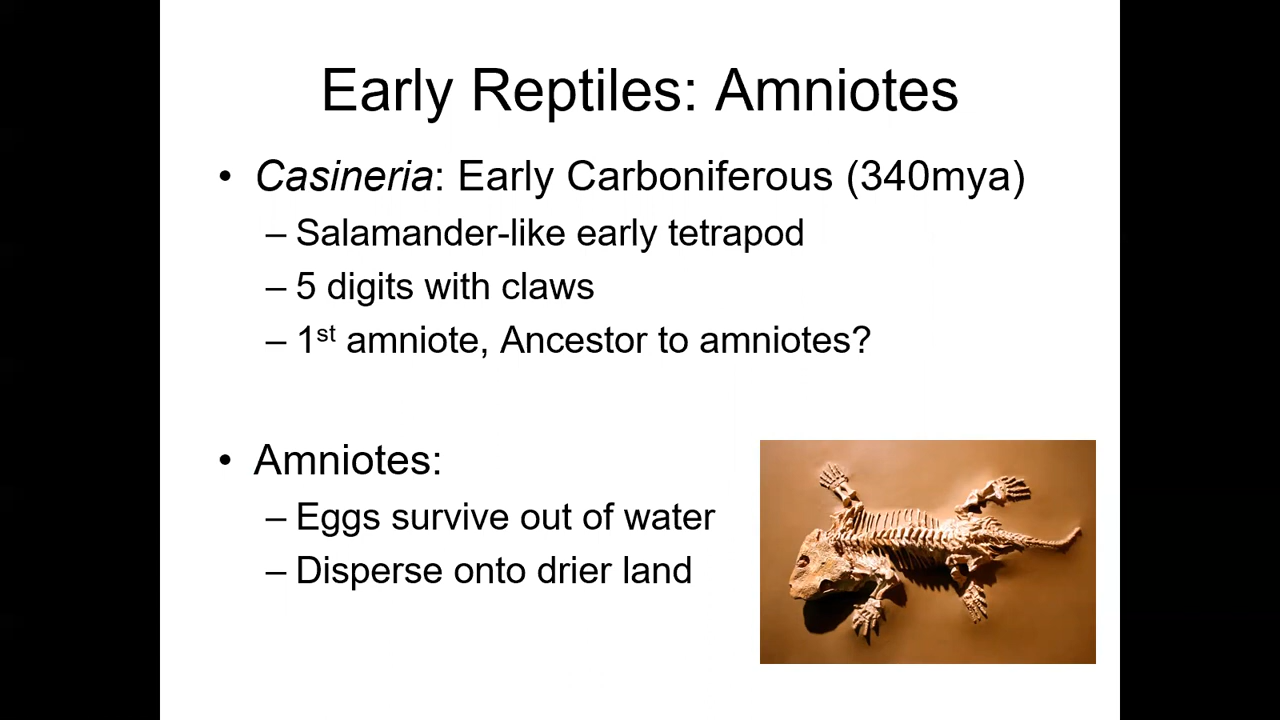 Early Reptiles: Amniotes
• Casineria: Early Carboniferous (340mya)
– Salamander-like early tetrapod
– 5 digits with claws
– 1st amniote, Ancestor to amniotes?
• Amniotes:
– Eggs survive out of water
– Disperse onto drier land